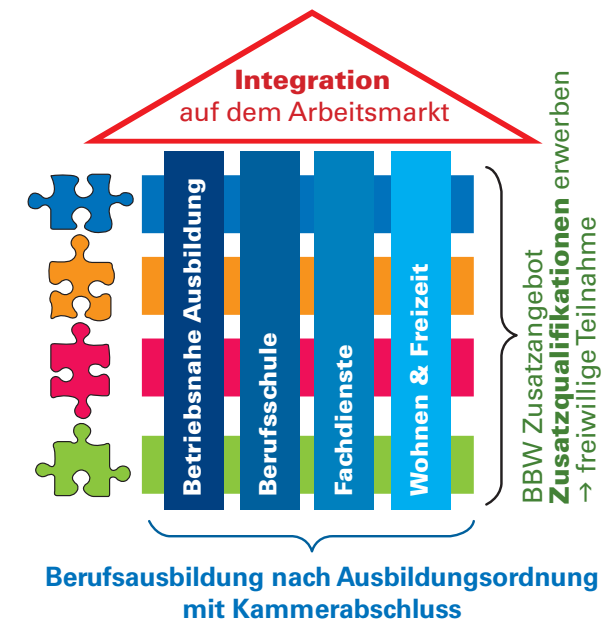 Integration
auf dem Arbeitsmarkt
Betriebsnahe Ausbildung
Berufsschule
Fachdienste
Wohnen & Freizeit
BBW Zusatzangebot
Zusatzqualifikationen erwerben
→ freiwillige Teilnahme
Berufsausbildung nach Ausbildungsordnung
mit Kammerabschluss